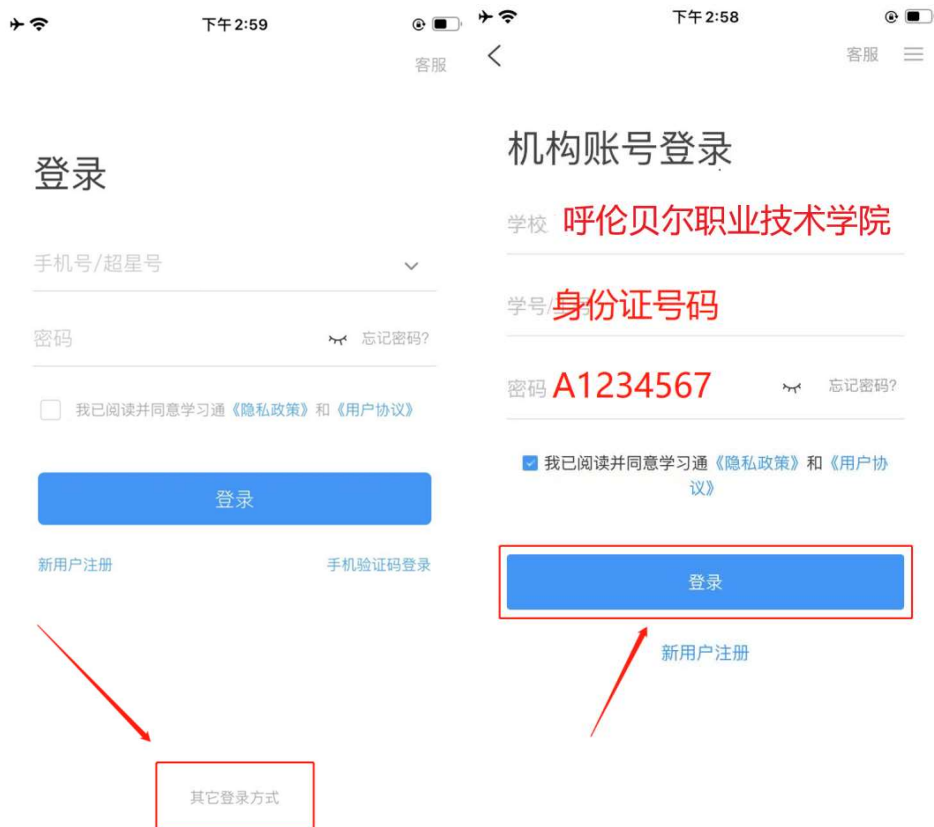 下午2:59
客服
登录
手机号/超星号
密码
忘记密码?
我已阅读并同意学习通《隐私政策》和《用户协议》
登录
新用户注册
手机验证码登录
其它登录方式
下午2:58
客服
机构账号登录
学校 呼伦贝尔职业技术学院
学号/ 身份证号码
密码 A1234567
忘记密码?
我已阅读并同意学习通《隐私政策》和《用户协
议》
登录
新用户注册